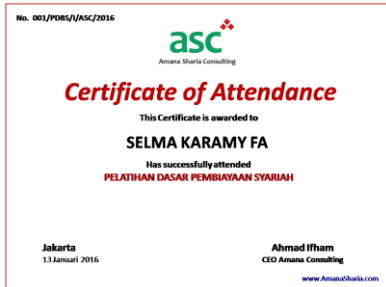 No. 001/PDBS/I/ASC/2016
asc
Amana Sharia Consulting
Certificate of Attendance
This Certificate is awarded to
SELMA KARAMY FA
Has successfully attended
PELATIHAN DASAR PEMBIAYAAN SYARIAH
Jakarta
13 Januari 2016
Ahmad Ifham
CEO Amana Consulting
www.AmanaSharia.com